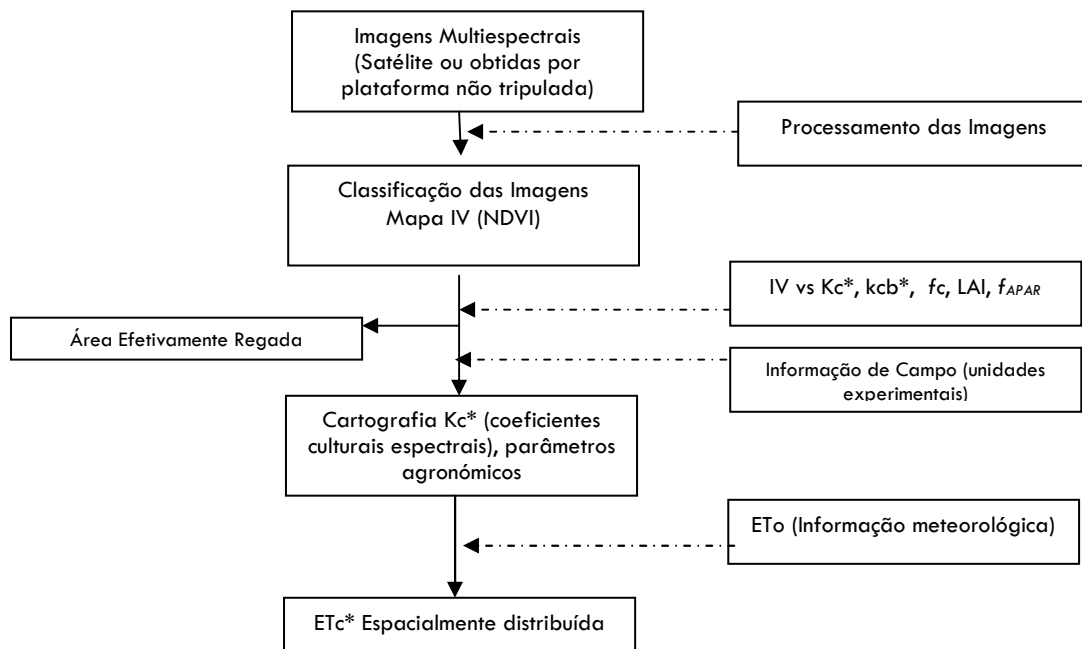 Imagens Multiespectrais
(Satélite ou obtidas por
plataforma não tripulada)
Processamento das Imagens
Classificação das Imagens
Mapa IV (NDVI)
IV vs Kc*, kcb*, fc, LAI, fAPAR
Área Efetivamente Regada
Informação de Campo (unidades
experimentais)
Cartografia Kc* (coeficientes
culturais espectrais), parâmetros
agronómicos
ETo (Informação meteorológica)
ETc* Espacialmente distribuída